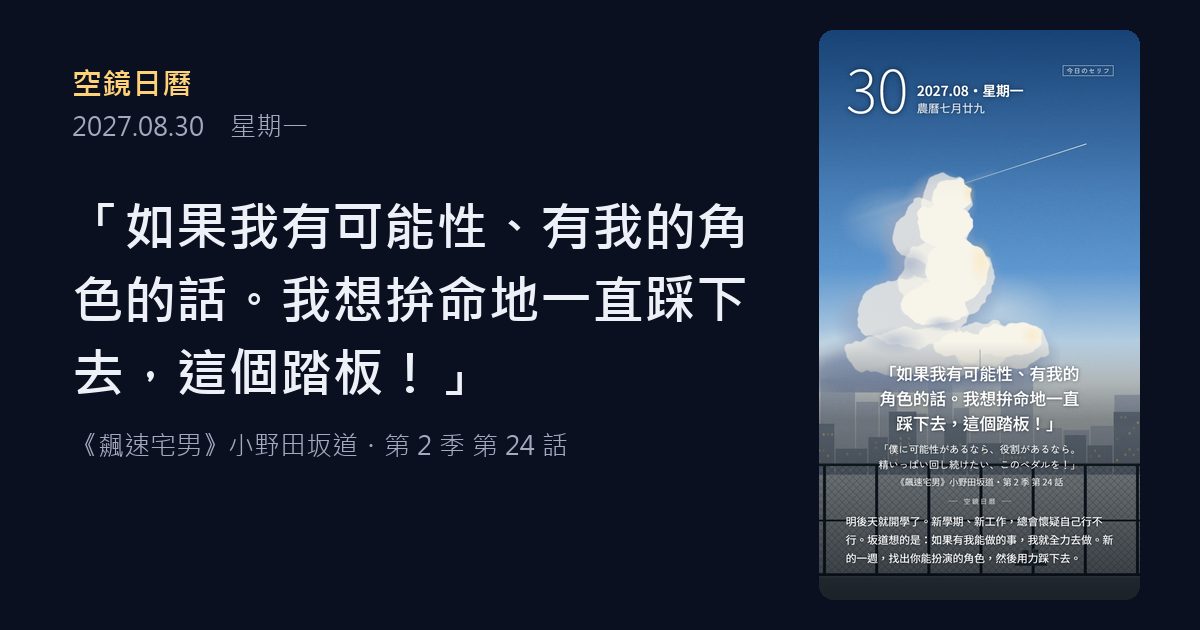 空鏡日曆
2027.08.30 星期一
「如果我有可能性、有我的角
色的話。我想拚命地一直踩下
去，這個踏板！」
《飆速宅男》小野田坂道・第 2 季 第 24 話
今日のセリフ
30
2027.08・星期一
農曆七月廿九
「如果我有可能性、有我的
角色的話。我想拚命地一直
踩下去，這個踏板！」
「僕に可能性があるなら、役割があるなら。
精いっぱい回し続けたい、このペダルを！」
《飆速宅男》小野田坂道・第 2 季 第 24 話
— 空鏡日曆 —
明後天就開學了。新學期、新工作，總會懷疑自己行不
行。坂道想的是：如果有我能做的事，我就全力去做。新
的一週，找出你能扮演的角色，然後用力踩下去。